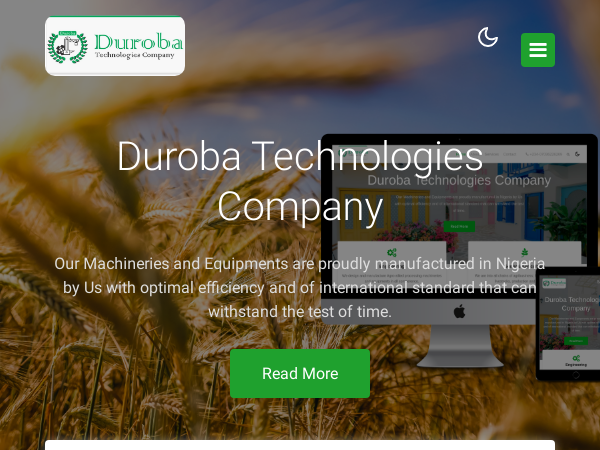 Duroba
Technologies Company
Duroba Technologies
Company
Duroba Technologies Company
Our Machineries and Equipments are proudly manufactured in Nigeria
by Us with optimal efficiency and of international standard that can
withstand the test of time.
Read More
Duroba Technologies
Company
Engineering